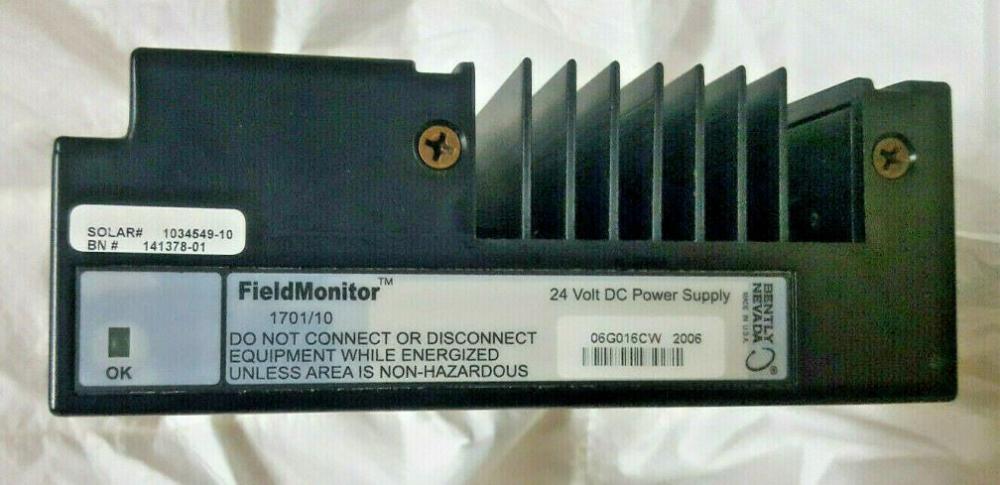 SOLAR# 1034549-10
BN # 141378-01
FieldMonitor™
1701/10
DO NOT CONNECT OR DISCONNECT
EQUIPMENT WHILE ENERGIZED
UNLESS AREA IS NON-HAZARDOUS
OK
24 Volt DC Power Supply
06G016CW 2006
BENTLY
NEVADA
MADE IN U.S.A.
®